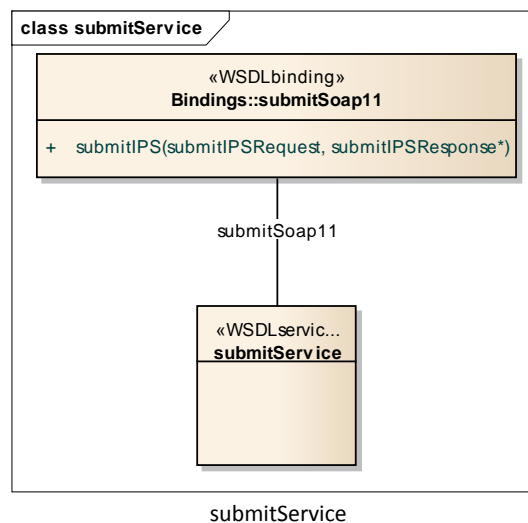 class submitService
«WSDLbinding»
Bindings::submitSoap11
+ submitIPS(submitIPSRequest, submitIPSResponse*)
submitSoap11
«WSDLservic...
submitService
submitService